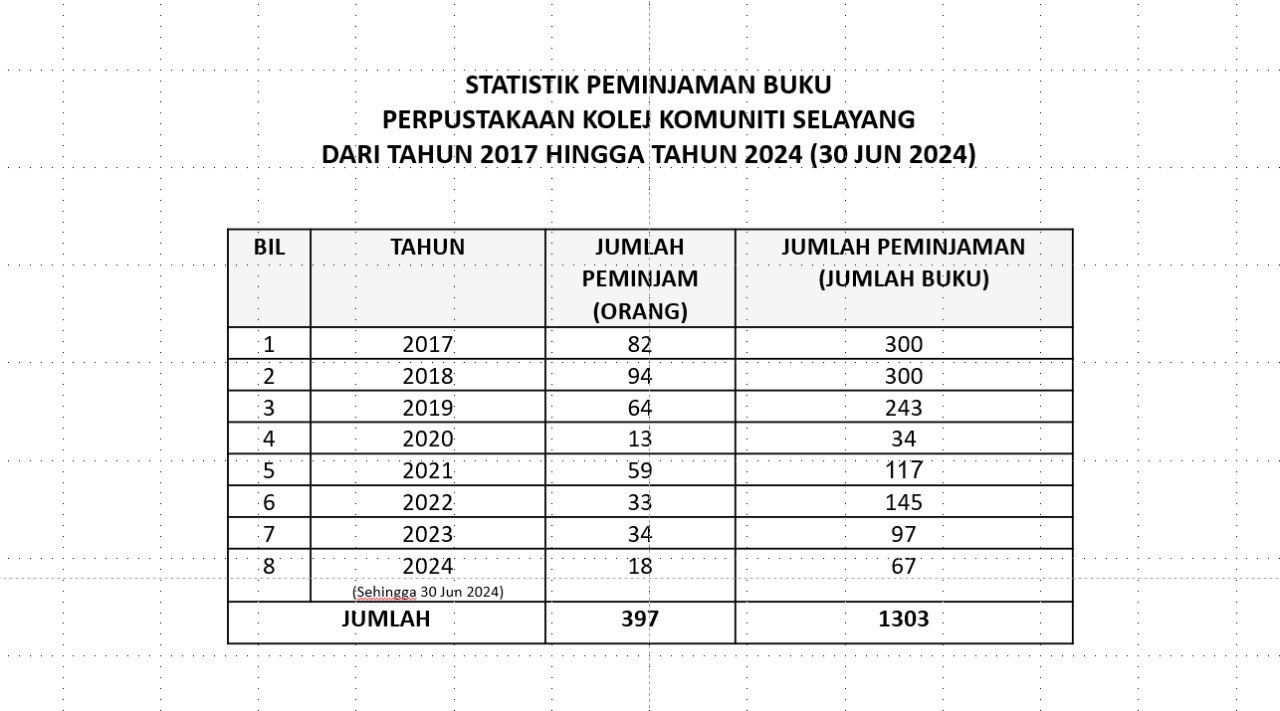 STATISTIK PEMINJAMAN BUKU
PERPUSTAKAAN KOLEJ KOMUNITI SELAYANG
DARI TAHUN 2017 HINGGA TAHUN 2024 (30 JUN 2024)
BIL TAHUN JUMLAH PEMINJAM (ORANG) JUMLAH PEMINJAMAN (JUMLAH BUKU)
1 2017 82 300
2 2018 94 300
3 2019 64 243
4 2020 13 34
5 2021 59 117
6 2022 33 145
7 2023 34 97
8 2024 18 67
(Sehingga 30 Jun 2024)
JUMLAH 397 1303